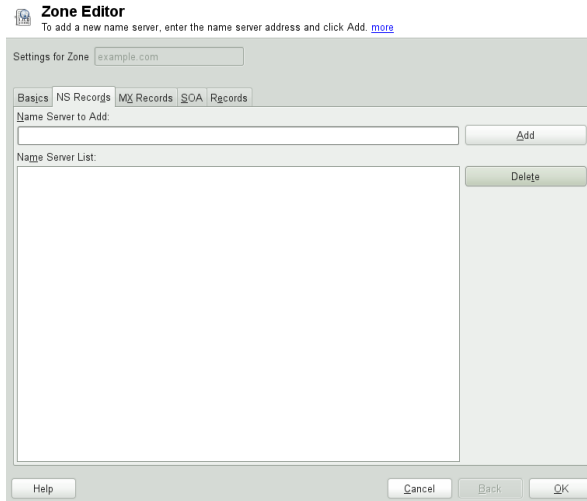 Zone Editor
To add a new name server, enter the name server address and click Add. more
Settings for Zone example.com
Basics NS Records MX Records SOA Records
Name Server to Add:
Add
Name Server List:
Delete
Help Cancel Back OK